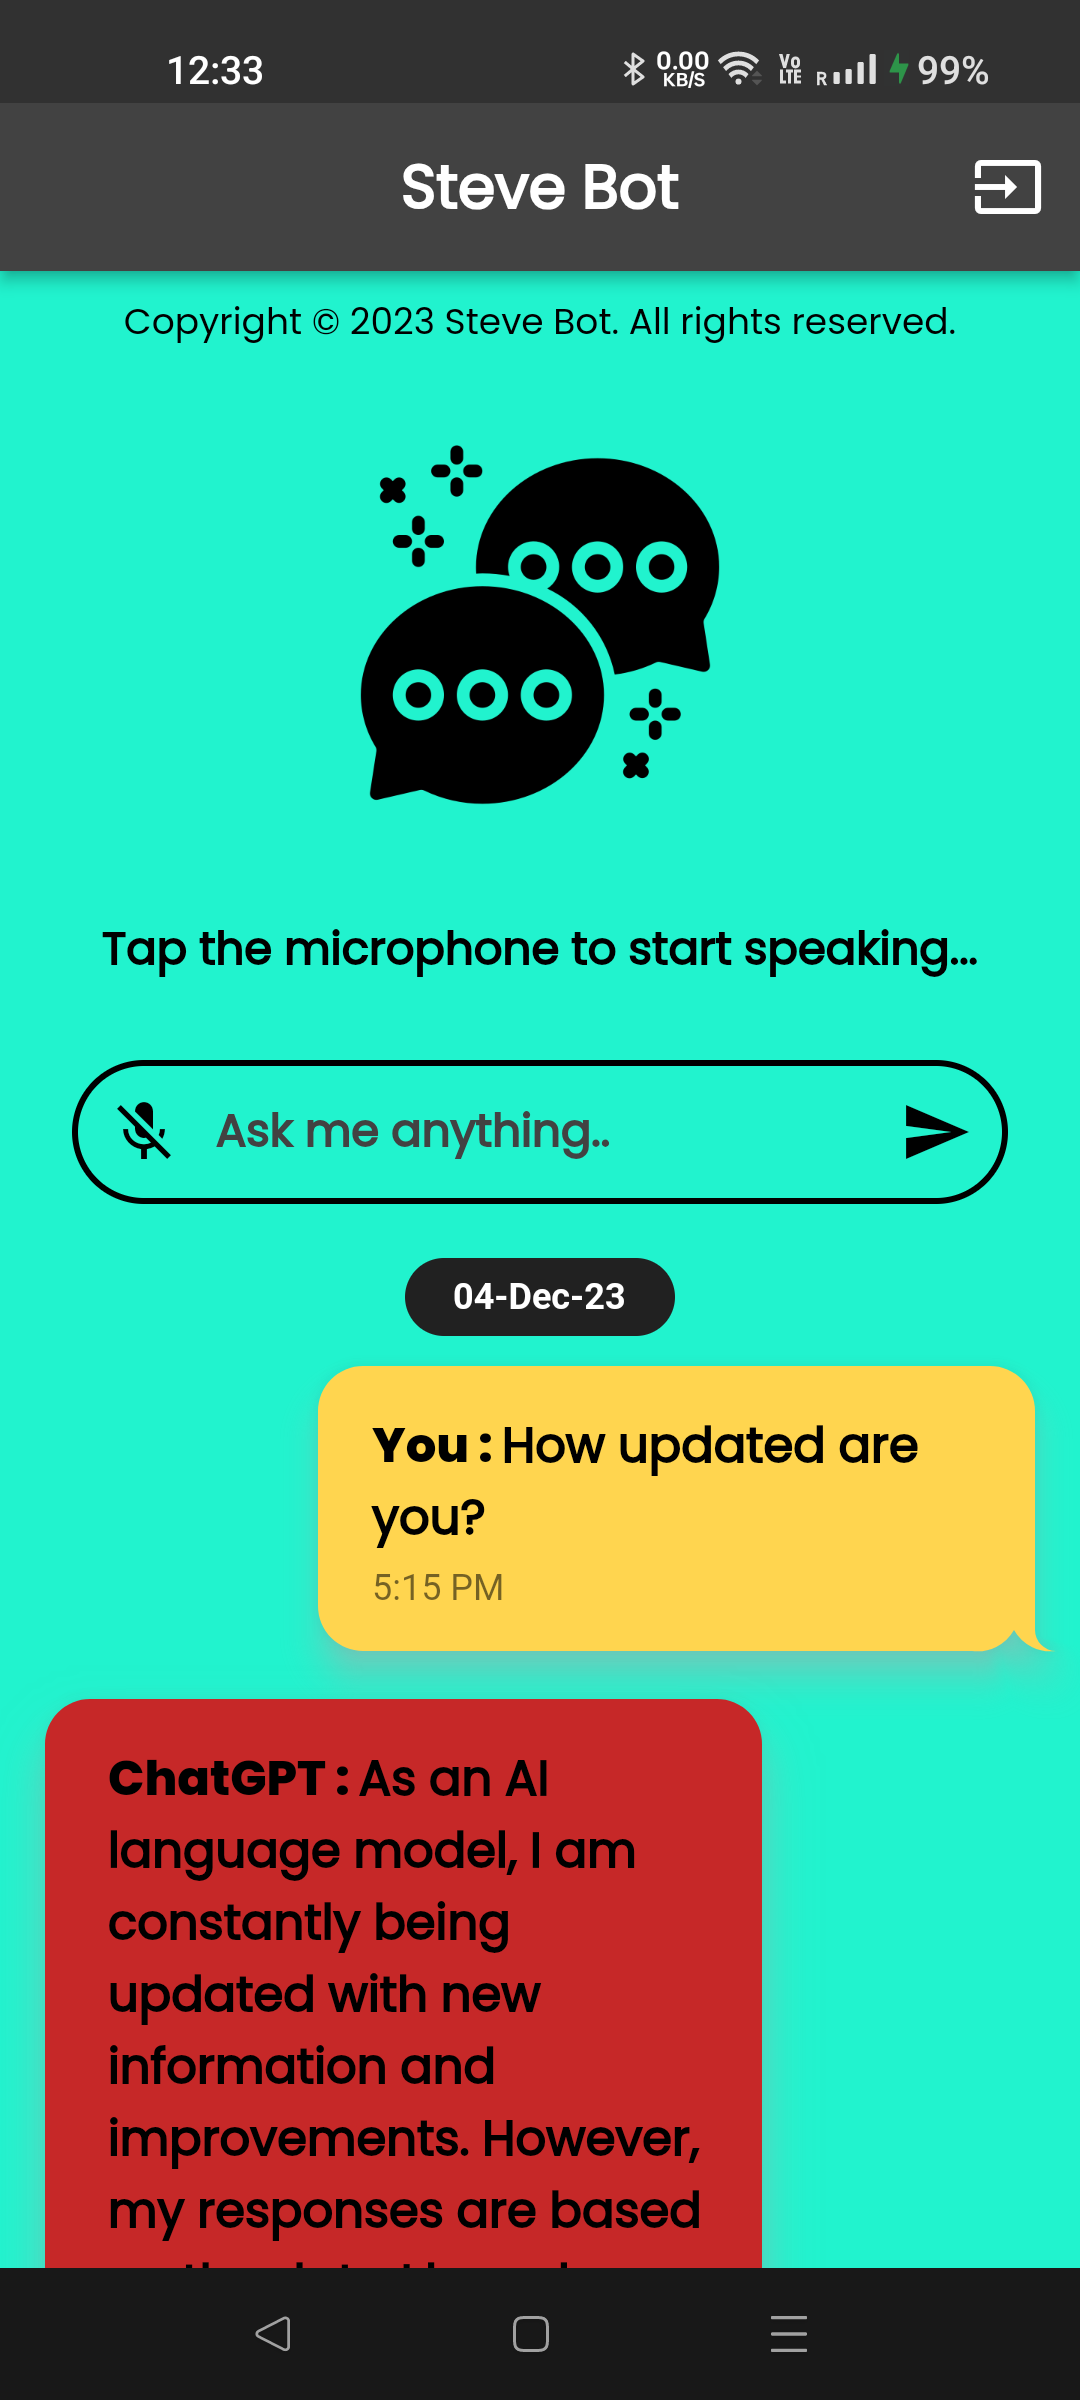 12:33
0.00
KB/S
Vo
LTE
R
99%
Steve Bot
Copyright © 2023 Steve Bot. All rights reserved.
Tap the microphone to start speaking...
Ask me anything..
04-Dec-23
You : How updated are
you?
5:15 PM
ChatGPT : As an AI
language model, I am
constantly being
updated with new
information and
improvements. However,
my responses are based